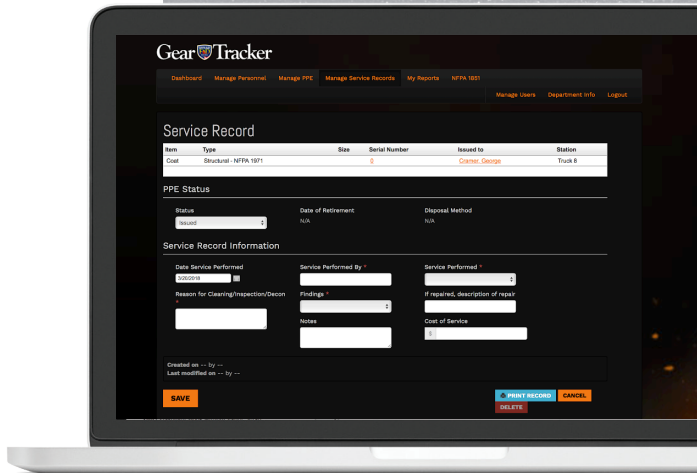 Gear Tracker
Dashboard Manage Personnel Manage PPE Manage Service Records My Reports NFPA 1851
Manage Users Department Info Logout
Service Record
Item Type Size Serial Number Issued to Station
Coat Structural - NFPA 1971 0 Cramer, George Truck 8
PPE Status
Status Date of Retirement Disposal Method
Issued N/A N/A
Service Record Information
Date Service Performed Service Performed By * Service Performed *
3/20/2018
Reason for Cleaning/Inspection/Decon * Findings * If repaired, description of repair
Notes Cost of Service
$
Created on -- by --
Last modified on -- by --
SAVE PRINT RECORD CANCEL
DELETE